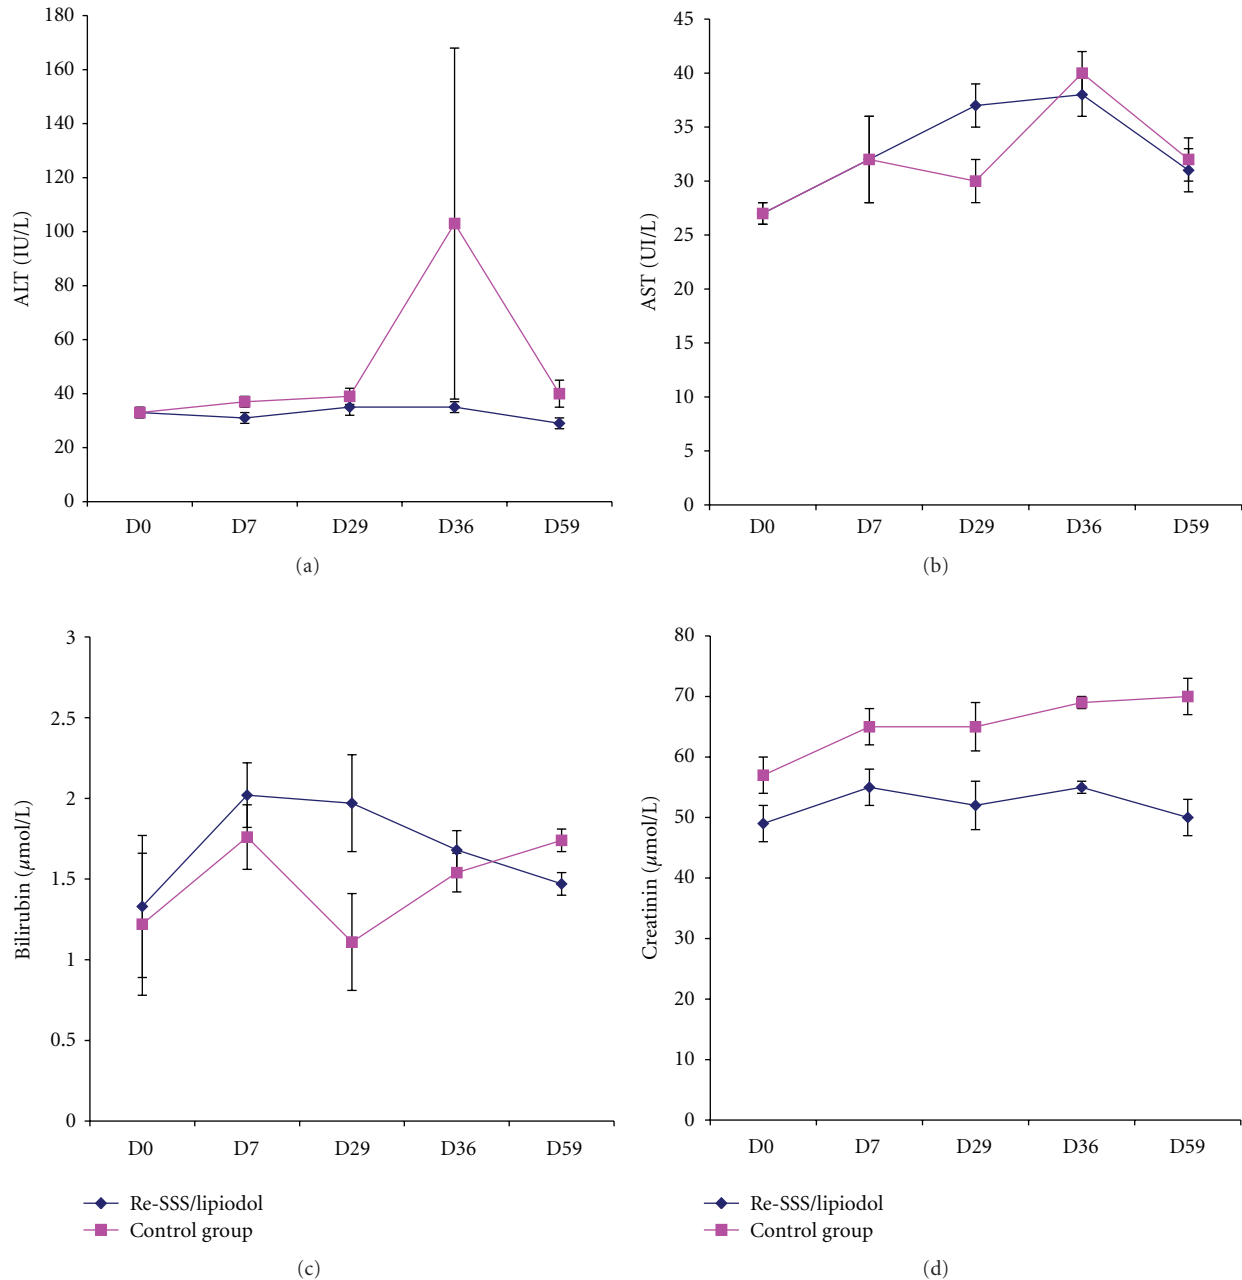 180
160
140
120
100
80
60
40
20
0
ALT (IU/L)
D0 D7 D29 D36 D59
(a)
45
40
35
30
25
20
15
10
5
0
AST (UI/L)
D0 D7 D29 D36 D59
(b)
3
2.5
2
1.5
1
0.5
0
Bilirubin (µmol/L)
D0 D7 D29 D36 D59
Re-SSS/lipiodol
Control group
(c)
80
70
60
50
40
30
20
10
0
Creatinin (µmol/L)
D0 D7 D29 D36 D59
Re-SSS/lipiodol
Control group
(d)